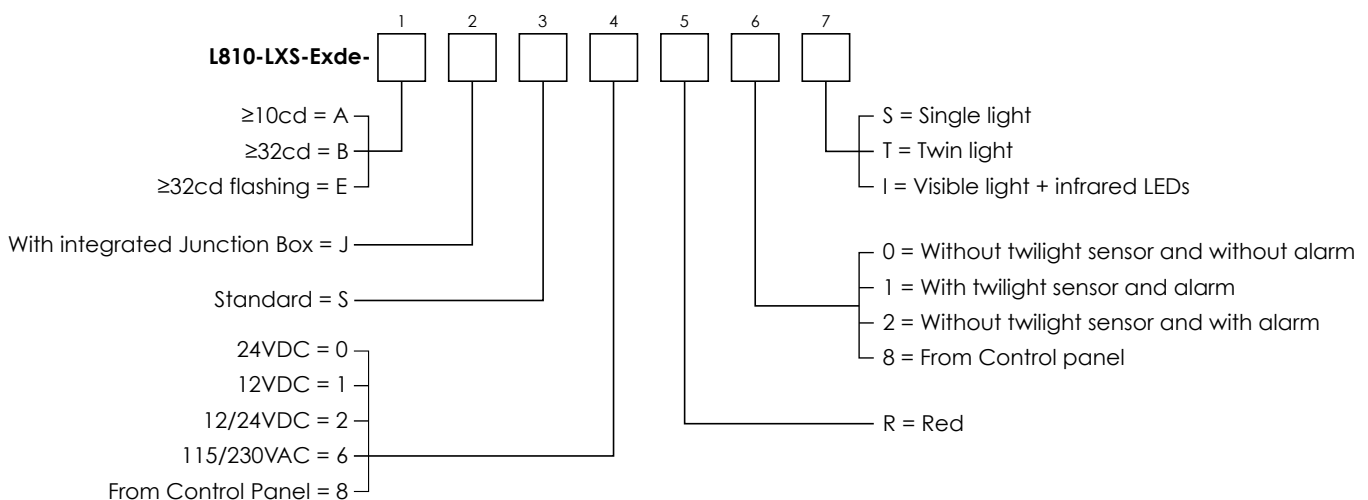 1 2 3 4 5 6 7
L810-LXS-Exde-
≥10cd = A
≥32cd = B
≥32cd flashing = E
With integrated Junction Box = J
Standard = S
24VDC = 0
12VDC = 1
12/24VDC = 2
115/230VAC = 6
From Control Panel = 8
S = Single light
T = Twin light
I = Visible light + infrared LEDs
0 = Without twilight sensor and without alarm
1 = With twilight sensor and alarm
2 = Without twilight sensor and with alarm
8 = From Control panel
R = Red